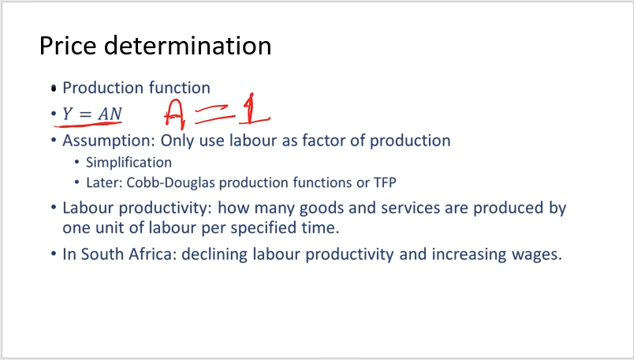 Price determination
• Production function
• Y = AN A = 1
• Assumption: Only use labour as factor of production
• Simplification
• Later: Cobb-Douglas production functions or TFP
• Labour productivity: how many goods and services are produced by
one unit of labour per specified time.
• In South Africa: declining labour productivity and increasing wages.